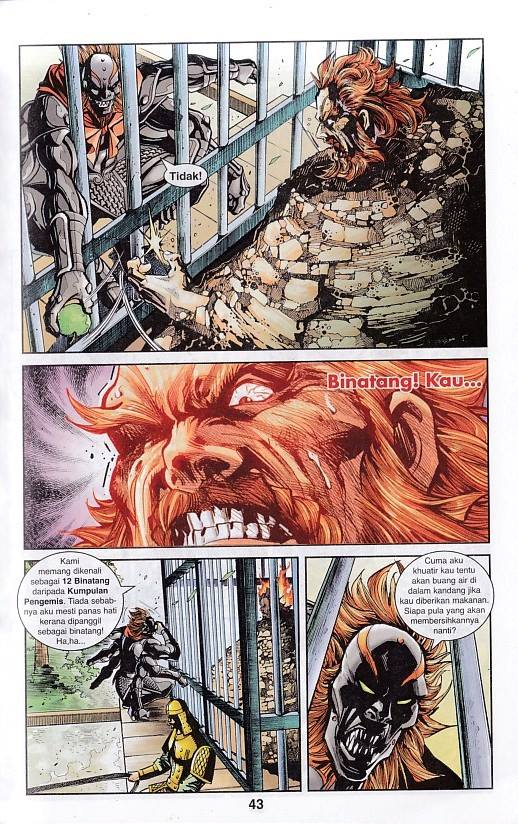 Tidak!
Binatang! Kau...
Kami
memang dikenali
sebagai 12 Binatang
daripada Kumpulan
Pengemis. Tiada sebab-
nya aku mesti panas hati
kerana dipanggil
sebagai binatang!
Ha,ha...
Cuma aku
khuatir kau tentu
akan buang air di
dalam kandang jika
kau diberikan makanan.
Siapa pula yang akan
membersihkannya
nanti?
43